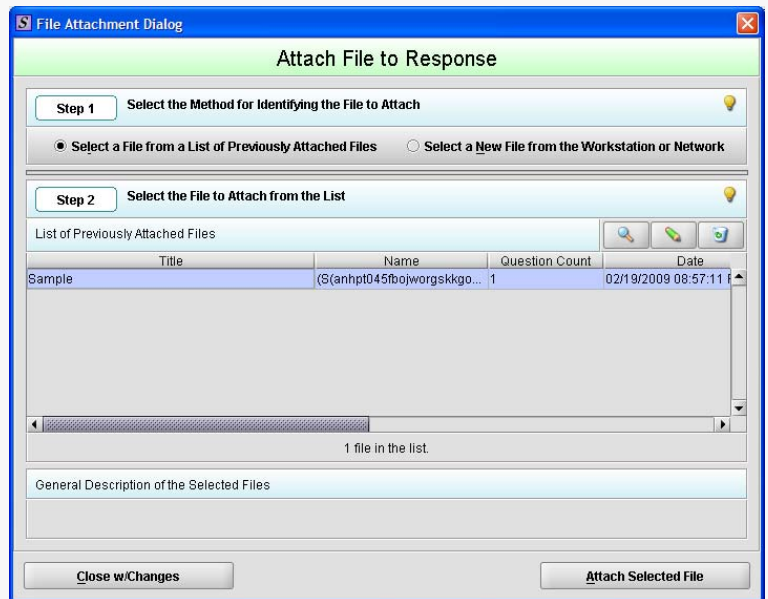 S File Attachment Dialog
Attach File to Response
Step 1 Select the Method for Identifying the File to Attach
Select a File from a List of Previously Attached Files Select a New File from the Workstation or Network
Step 2 Select the File to Attach from the List
List of Previously Attached Files
Title Name Question Count Date
Sample (S(anhpt045fbojworgskkgo... 1 02/19/2009 08:57:11
1 file in the list.
General Description of the Selected Files
Close w/Changes Attach Selected File